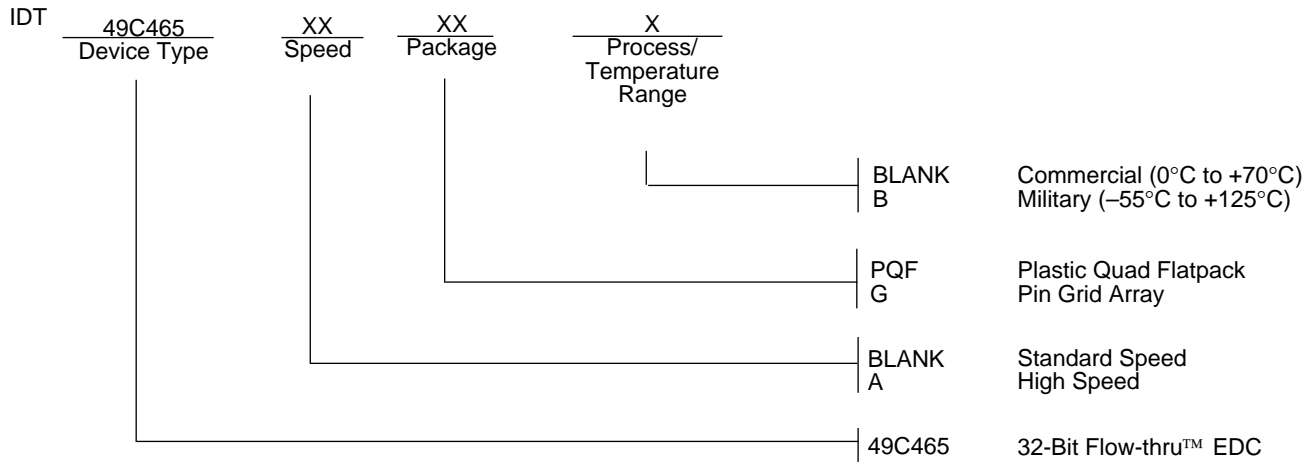 IDT 49C465 XX XX X
Device Type Speed Package Process/
Temperature
Range
BLANK Commercial (0°C to +70°C)
B Military (–55°C to +125°C)
PQF Plastic Quad Flatpack
G Pin Grid Array
BLANK Standard Speed
A High Speed
49C465 32-Bit Flow-thru™ EDC